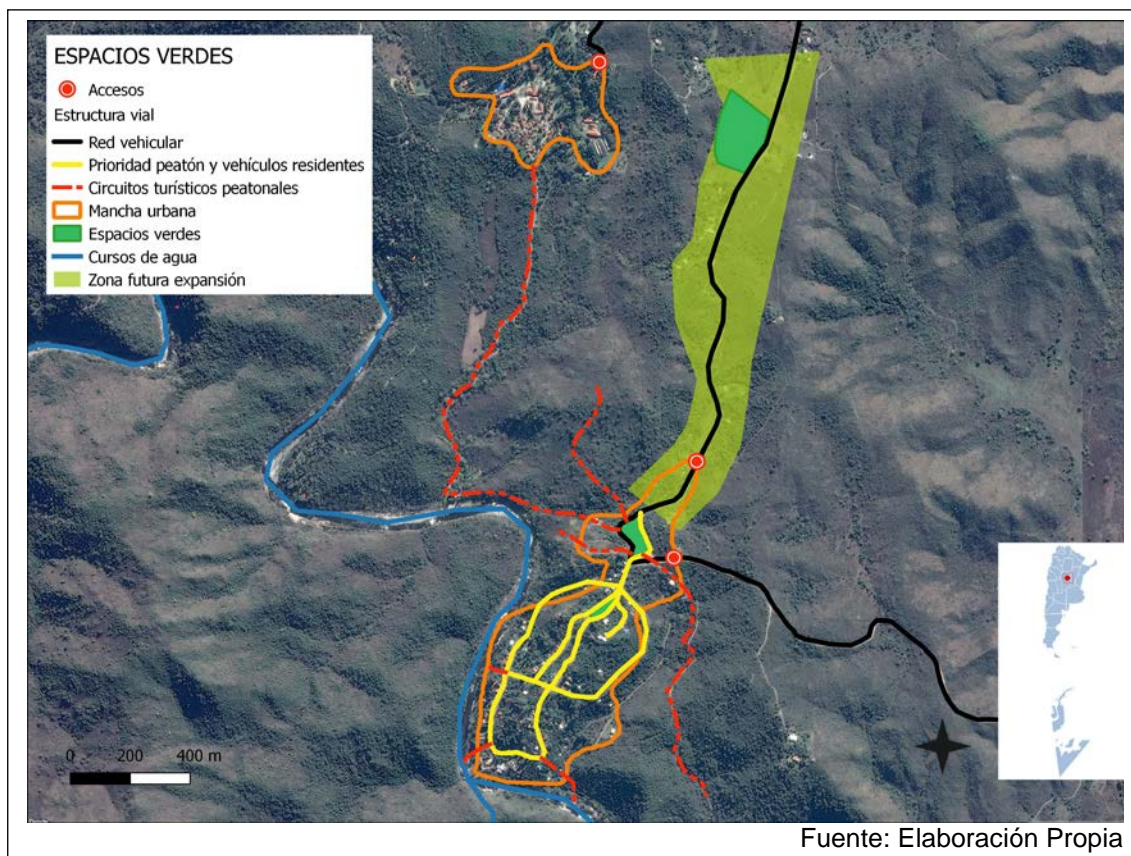 ESPACIOS VERDES
Accesos
Estructura vial
Red vehicular
Prioridad peatón y vehículos residentes
Circuitos turísticos peatonales
Mancha urbana
Espacios verdes
Cursos de agua
Zona futura expansión
0 200 400 m
Fuente: Elaboración Propia